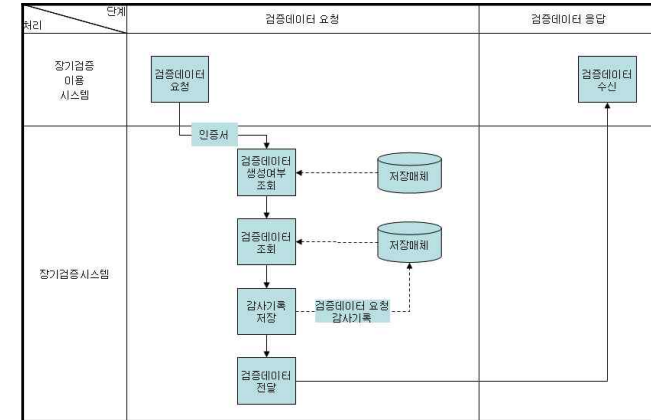 단계
처리
검증데이터 요청
검증데이터 응답
장기검증
이용
시스템
검증데이터
요청
검증데이터
수신
인증서
검증데이터
생성여부
조회
저장매체
검증데이터
조회
저장매체
장기검증시스템
감사기록
저장
검증데이터 요청
감사기록
검증데이터
전달